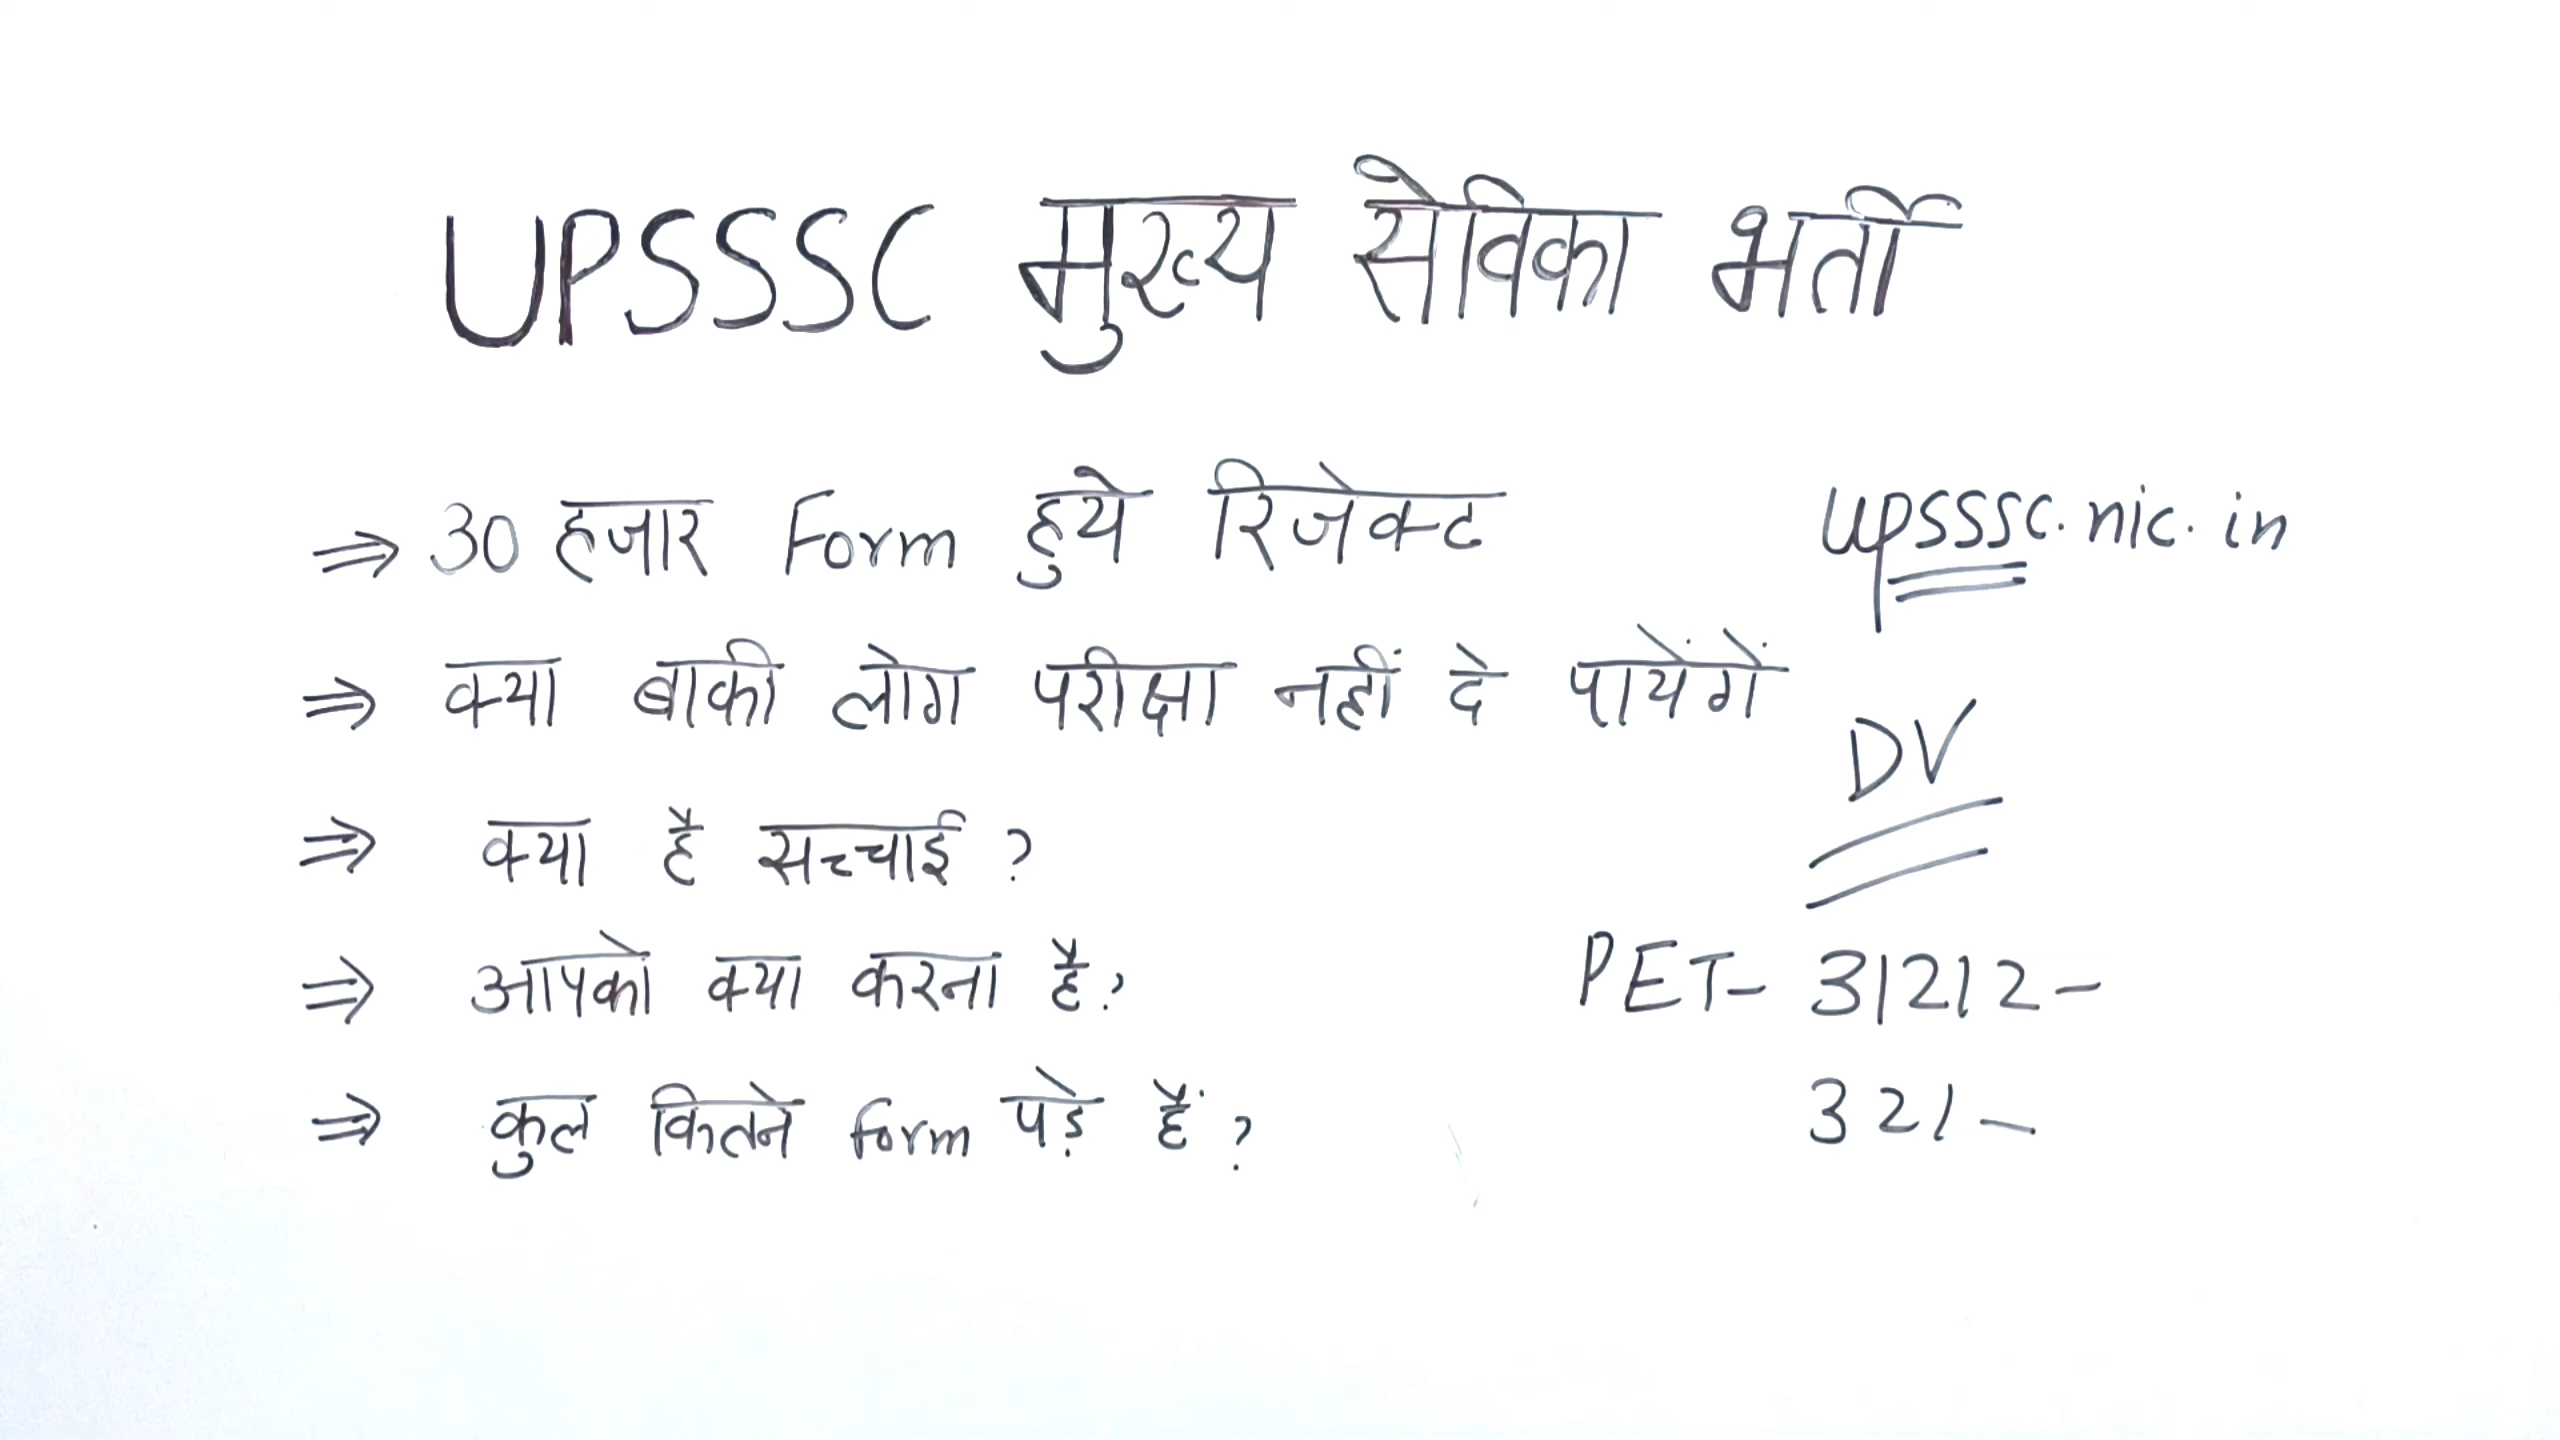 UPSSSC मुख्य सेविका भर्ती
⇒ 30 हजार Form हुये रिजेक्ट
upsssc.nic.in
⇒ क्या बाकी लोग परीक्षा नहीं दे पायेंगें
DV
⇒ क्या है सच्चाई ?
⇒ आपको क्या करना है?
PET- 31212-
⇒ कुल कितने form पड़े हैं ?
321-